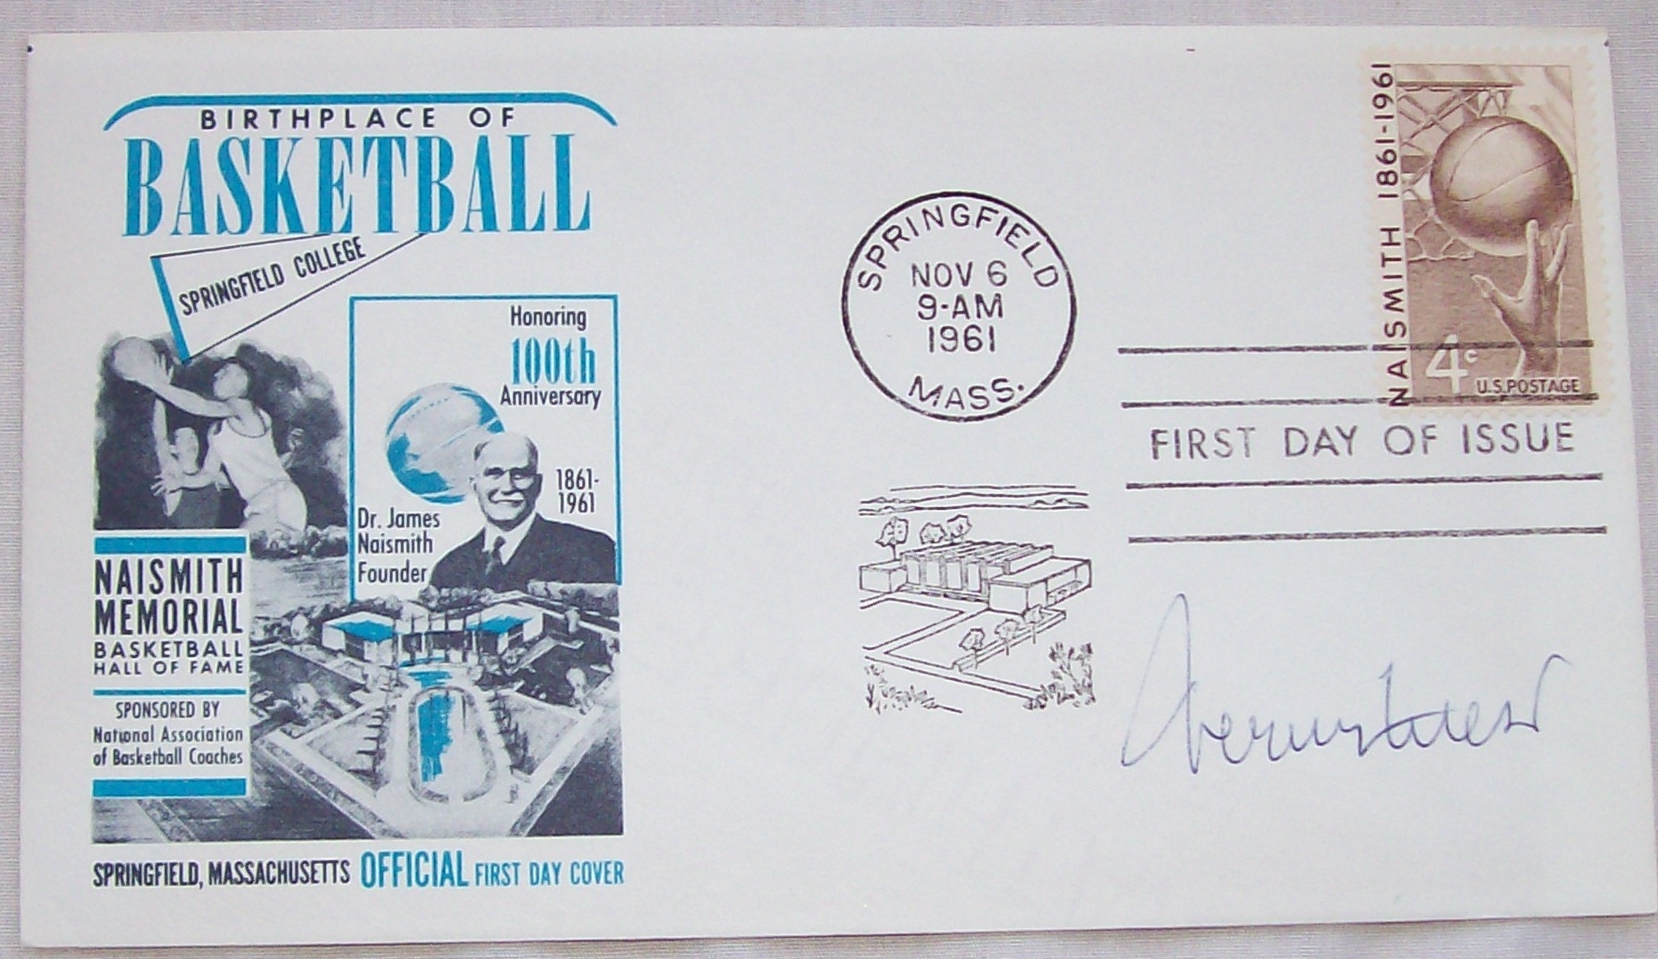 BIRTHPLACE OF
BASKETBALL
SPRINGFIELD COLLEGE
Honoring
100th
Anniversary
1861-
1961
Dr. James
Naismith
Founder
NAISMITH
MEMORIAL
BASKETBALL
HALL OF FAME
SPONSORED BY
National Association
of Basketball Coaches
SPRINGFIELD, MASSACHUSETTS OFFICIAL FIRST DAY COVER
SPRINGFIELD
NOV 6
9-AM
1961
MASS.
NAISMITH 1861-1961
4c
U.S. POSTAGE
FIRST DAY OF ISSUE